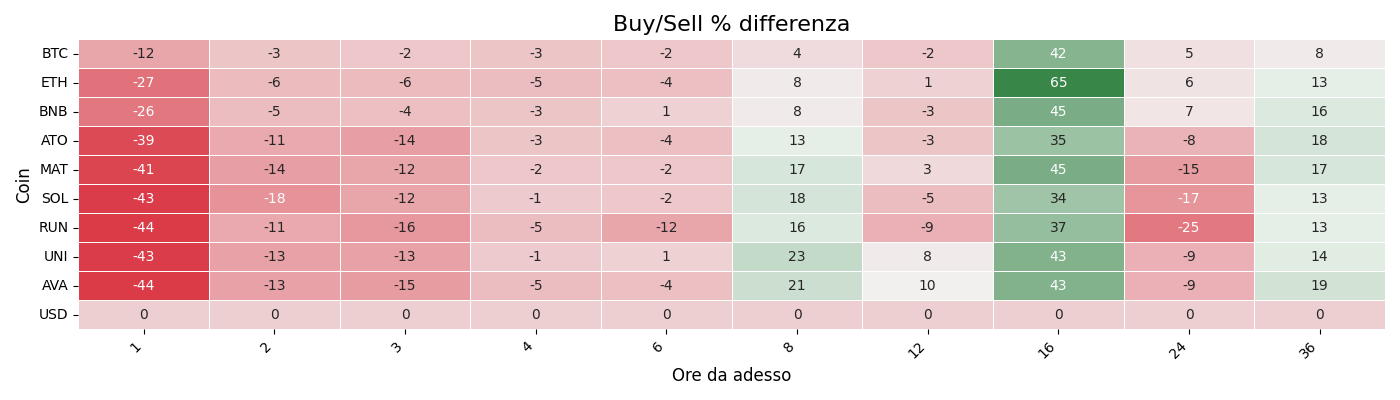 Buy/Sell % differenza
Coin
BTC -12 -3 -2 -3 -2 4 -2 42 5 8
ETH -27 -6 -6 -5 -4 8 1 65 6 13
BNB -26 -5 -4 -3 1 8 -3 45 7 16
ATO -39 -11 -14 -3 -4 13 -3 35 -8 18
MAT -41 -14 -12 -2 -2 17 3 45 -15 17
SOL -43 -18 -12 -1 -2 18 -5 34 -17 13
RUN -44 -11 -16 -5 -12 16 -9 37 -25 13
UNI -43 -13 -13 -1 1 23 8 43 -9 14
AVA -44 -13 -15 -5 -4 21 10 43 -9 19
USD 0 0 0 0 0 0 0 0 0 0
1 2 3 4 6 8 12 16 24 36
Ore da adesso